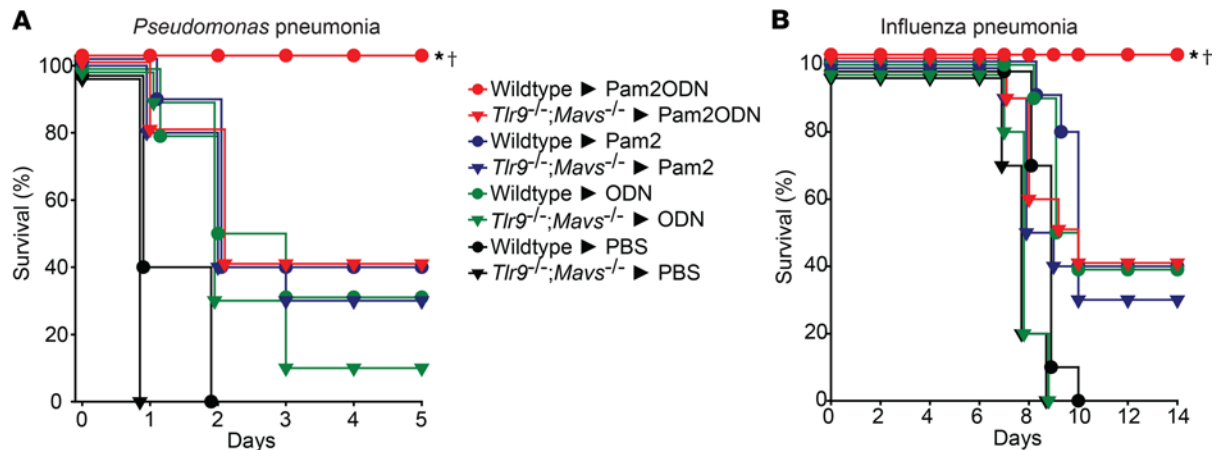 A
Pseudomonas pneumonia
Survival (%)
100
80
60
40
20
0
0 1 2 3 4 5
Days
*†
Wildtype ► Pam2ODN
Tlr9-/-;Mavs-/- ► Pam2ODN
Wildtype ► Pam2
Tlr9-/-;Mavs-/- ► Pam2
Wildtype ► ODN
Tlr9-/-;Mavs-/- ► ODN
Wildtype ► PBS
Tlr9-/-;Mavs-/- ► PBS
B
Influenza pneumonia
Survival (%)
100
80
60
40
20
0
0 2 4 6 8 10 12 14
Days
*†